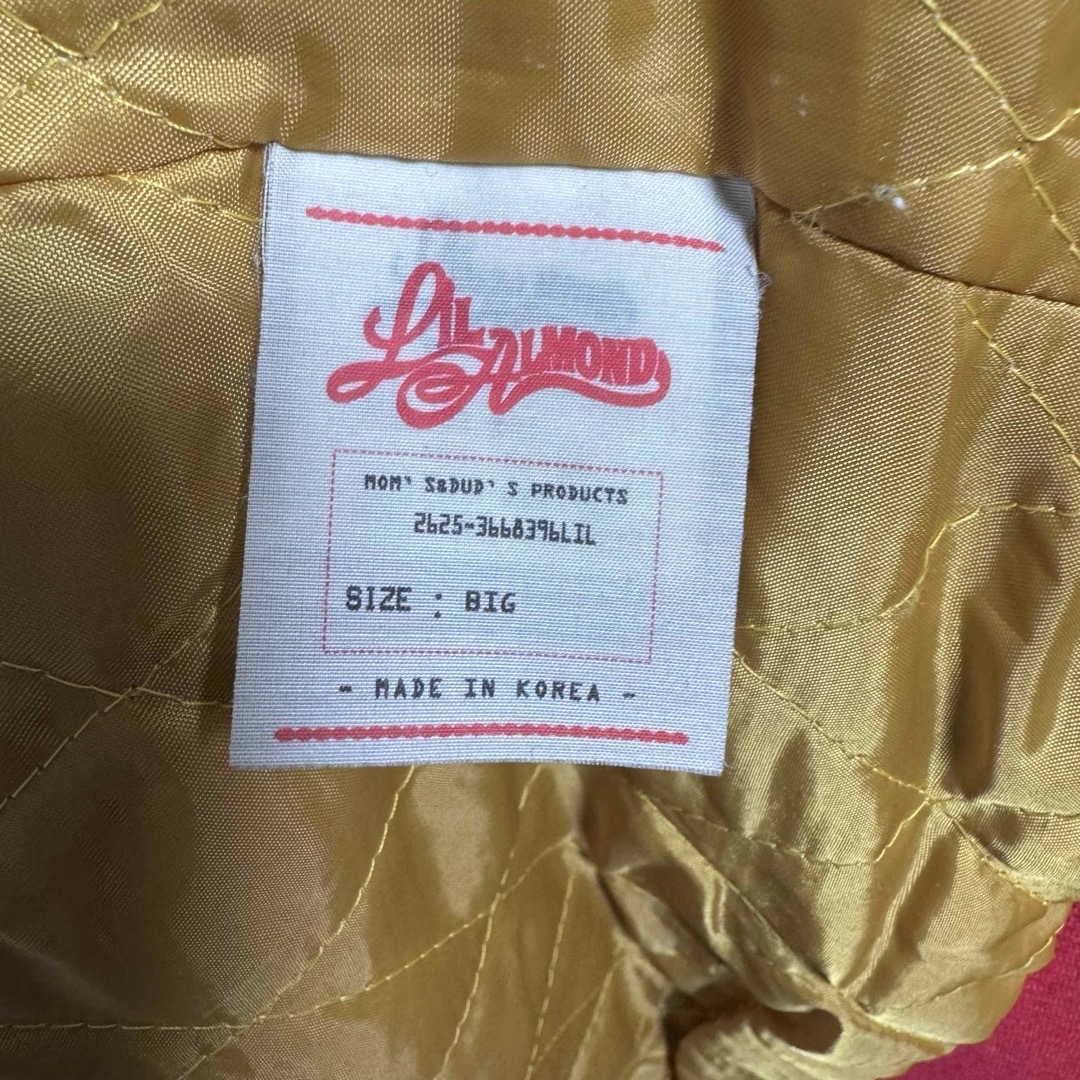 LIL ALMOND
MOM' S&DUD' S PRODUCTS
2625-3668396LIL
SIZE : BIG
- MADE IN KOREA -